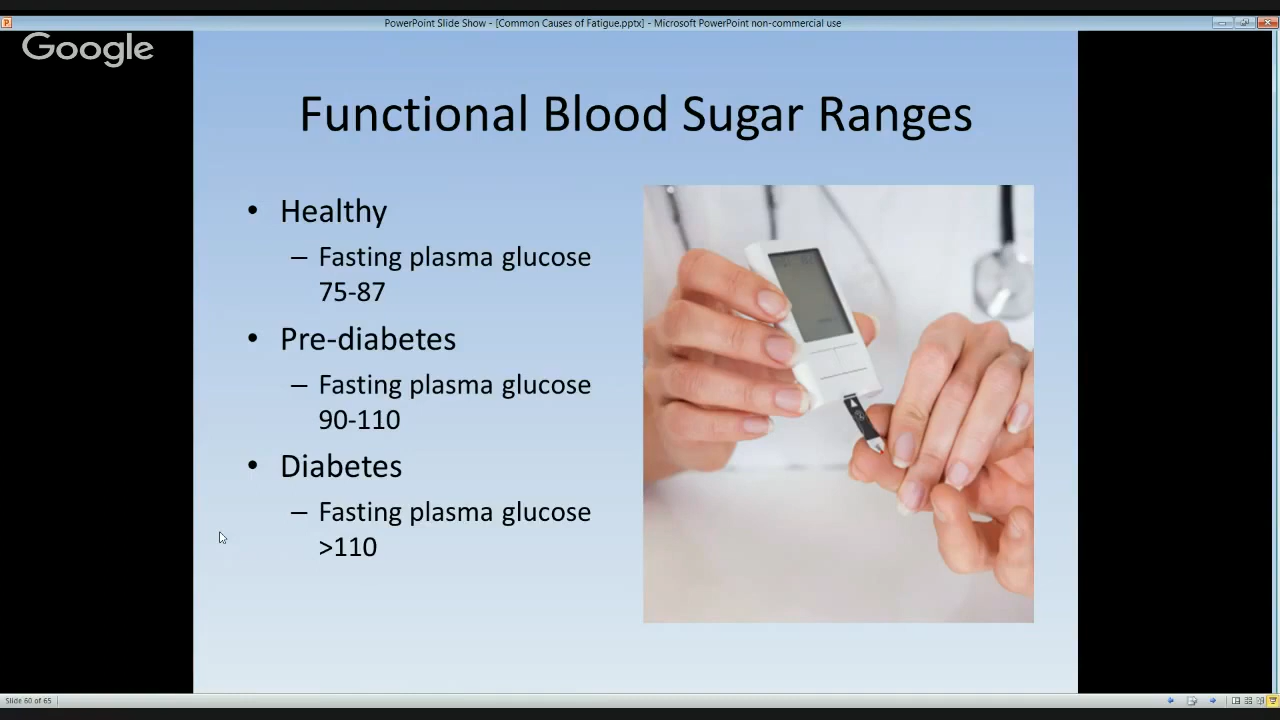 PowerPoint Slide Show - [Common Causes of Fatigue.pptx] - Microsoft PowerPoint non-commercial use
Google
Functional Blood Sugar Ranges
• Healthy
– Fasting plasma glucose
75-87
• Pre-diabetes
– Fasting plasma glucose
90-110
• Diabetes
– Fasting plasma glucose
>110
Slide 60 of 65